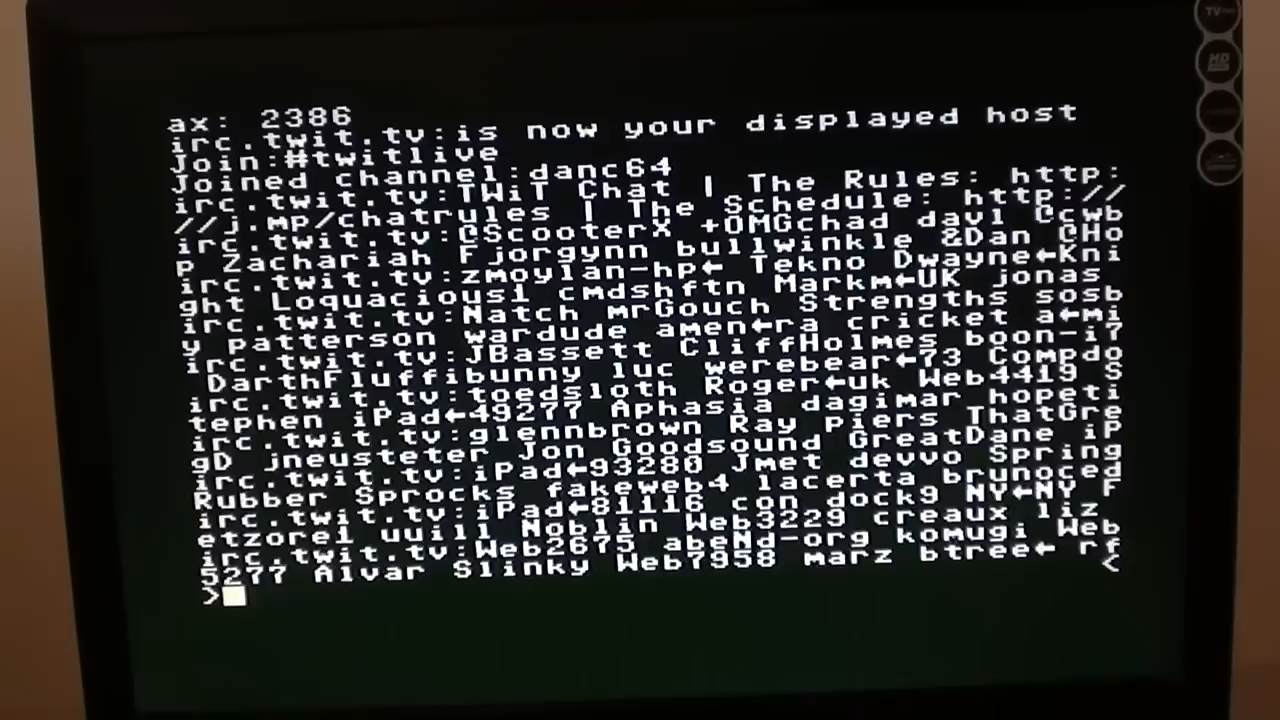 ax: 2386
irc.twit.tv:is now your displayed host
Join:#twitlive
Joined channel:danc64
irc.twit.tv:TWiT Chat | The Rules: http:
//j.mp/chatrules | The Schedule: http://
irc.twit.tv:@ScooterX +OMGchad dayl @cwb
p Zachariah Fjorgynn bullwinkle &Dan @Ho
irc.twit.tv:zmoylan-hp← Tekno Dwayne←Kni
ght Loquacious1 cmdshftn Markm←UK jonas
irc.twit.tv:Natch mrGouch Strengths sosb
y Patterson wardude amen←ra cricket a←mi
irc.twit.tv:JBassett CliffHolmes boon-i7
DarthFluffibunny luc werebear←73 Compdo
irc.twit.tv:toedsloth Roger←uk Web4419 S
tephen iPad←49277 Aphasia dagimar hopeti
irc.twit.tv:glennbrown Ray Piers ThatGre
gD jneusteter Jon Goodsound GreatDane iP
irc.twit.tv:iPad←93280 Jmet devvo Spring
Rubber Sprocks fakeweb4 lacerta brunoced
irc.twit.tv:iPad←81116 con dock9 NY←NY F
etzorei uuill Noblin Web3229 creaux liz
irc.twit.tv:Web2675 abeNd-org komugi Web
5277 Alvar Slinky Web7958 marz btree← rf
> <
TV
HD